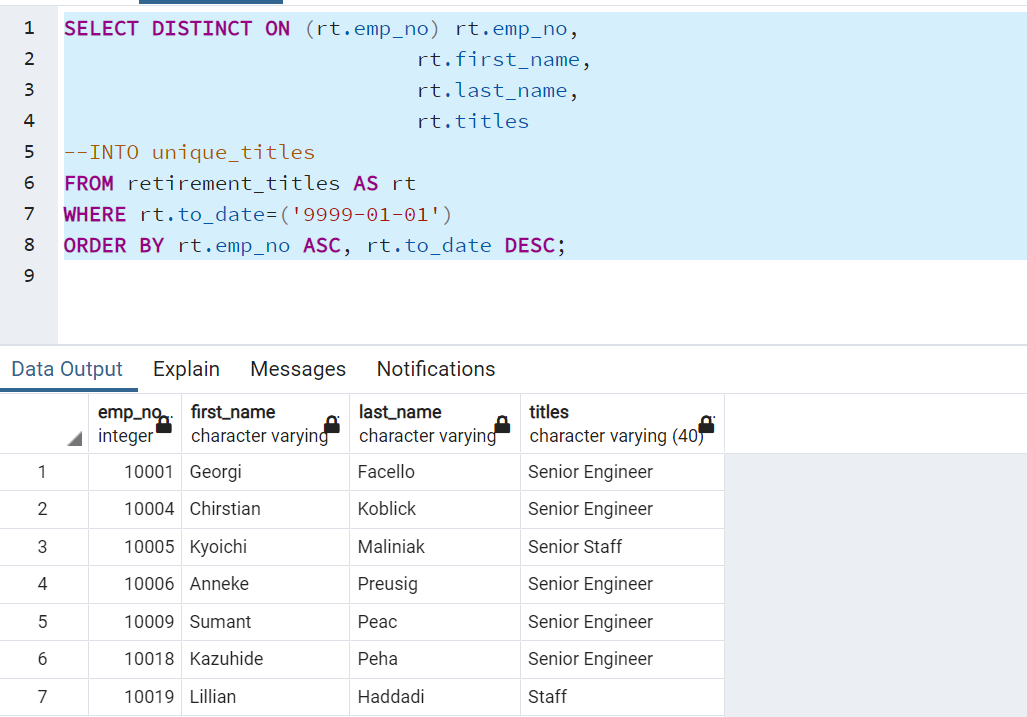 1 SELECT DISTINCT ON (rt.emp_no) rt.emp_no,
2 rt.first_name,
3 rt.last_name,
4 rt.titles
5 --INTO unique_titles
6 FROM retirement_titles AS rt
7 WHERE rt.to_date=('9999-01-01')
8 ORDER BY rt.emp_no ASC, rt.to_date DESC;
9
Data Output Explain Messages Notifications
emp_no first_name last_name titles
integer character varying character varying character varying (40)
1 10001 Georgi Facello Senior Engineer
2 10004 Chirstian Koblick Senior Engineer
3 10005 Kyoichi Maliniak Senior Staff
4 10006 Anneke Preusig Senior Engineer
5 10009 Sumant Peac Senior Engineer
6 10018 Kazuhide Peha Senior Engineer
7 10019 Lillian Haddadi Staff